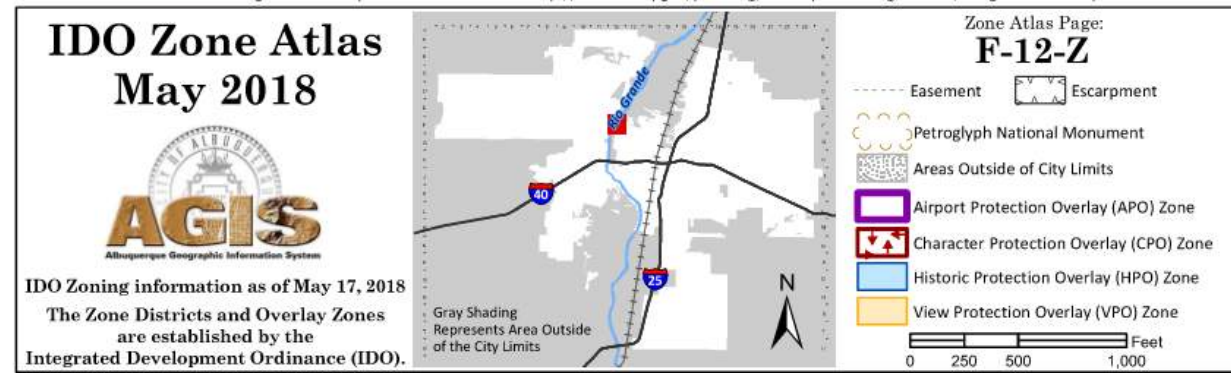 IDO Zone Atlas
May 2018
CITY OF ALBUQUERQUE
AGIS
Albuquerque Geographic Information System
IDO Zoning information as of May 17, 2018
The Zone Districts and Overlay Zones
are established by the
Integrated Development Ordinance (IDO).
Rio Grande
40
25
N
Gray Shading
Represents Area Outside
of the City Limits
Zone Atlas Page:
F-12-Z
Easement
Escarpment
Petroglyph National Monument
Areas Outside of City Limits
Airport Protection Overlay (APO) Zone
Character Protection Overlay (CPO) Zone
Historic Protection Overlay (HPO) Zone
View Protection Overlay (VPO) Zone
Feet
0 250 500 1,000